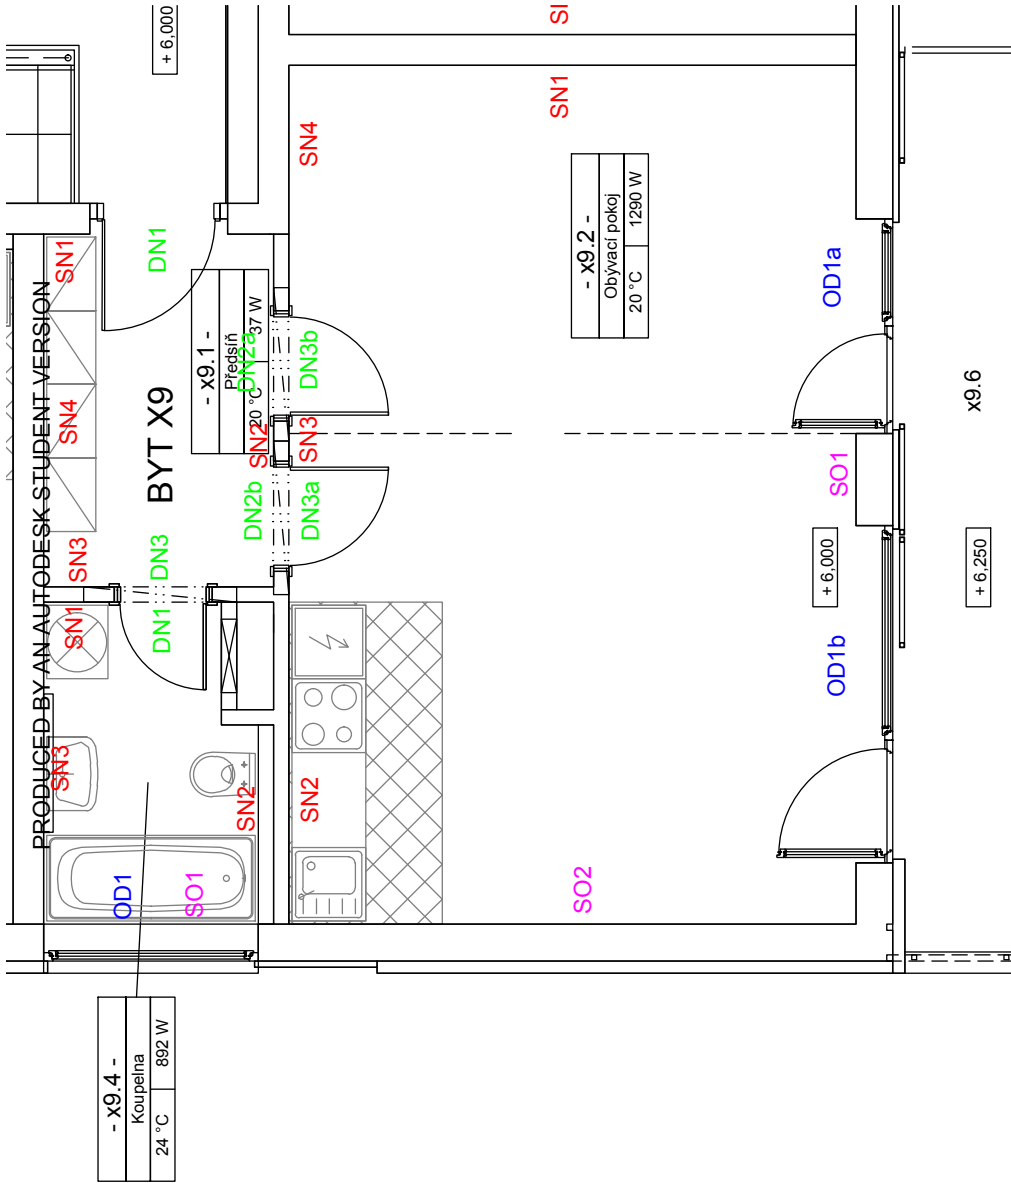 + 6,000
SN1
SN4
DN1
SN1
PRODUCED BY AN AUTODESK STUDENT VERSION
- x9.2 -
Obývací pokoj
20 °C 1290 W
- x9.1 -
Předsíň
20 °C 37 W
DN2a
DN3b
OD1a
BYT X9
SN4
SN2
SN3
x9.6
SO1
DN2b
DN3a
SN3
DN3
+ 6,000
+ 6,250
SN1
DN1
OD1b
SN3
SN2
SN2
OD1
SO1
SO2
- x9.4 -
Koupelna
24 °C 892 W